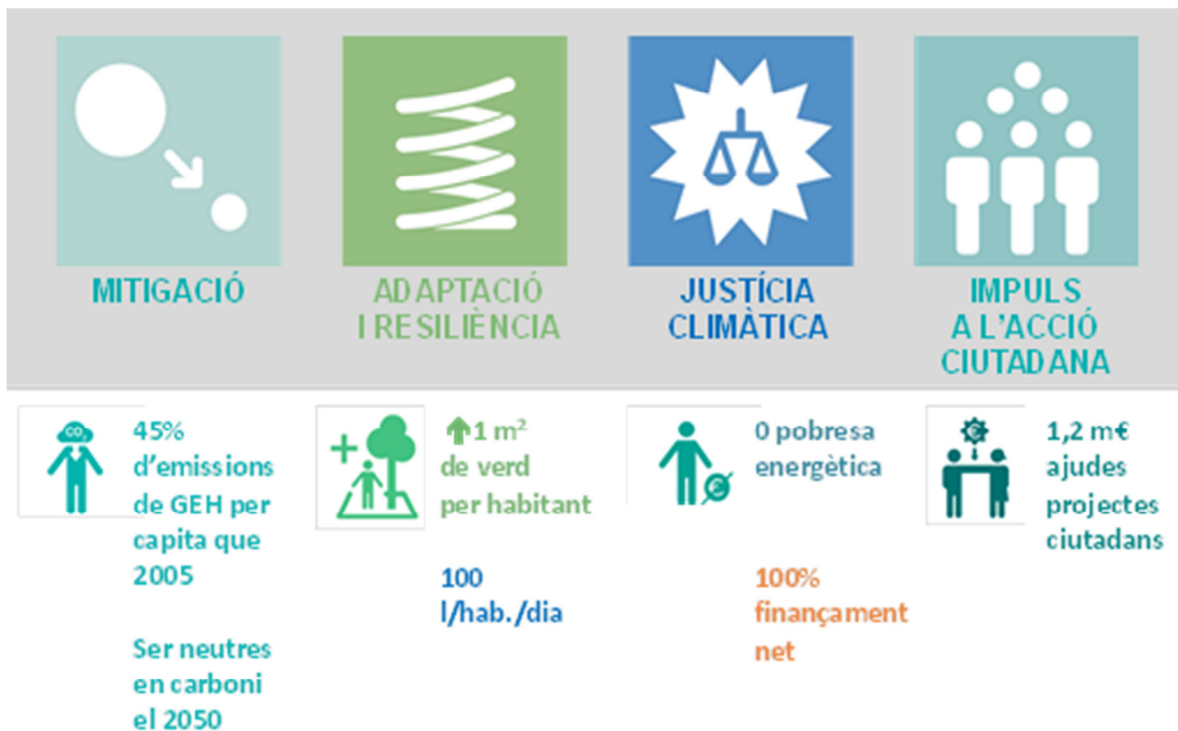 MITIGACIÓ
ADAPTACIÓ
I RESILIÈNCIA
JUSTÍCIA
CLIMÀTICA
IMPULS
A L'ACCIÓ
CIUTADANA
CO₂
45%
d'emissions
de GEH per
capita que
2005
Ser neutres
en carboni
el 2050
1 m²
de verd
per habitant
100
l/hab./dia
0 pobresa
energètica
100%
finançament
net
€
1,2 m€
ajudes
projectes
ciutadans